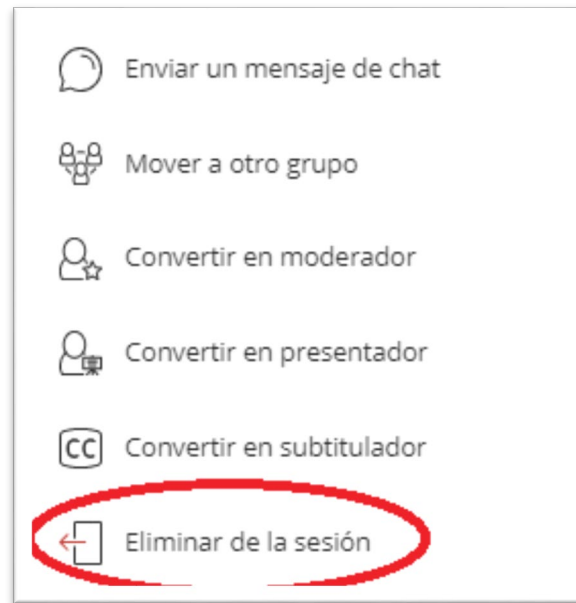 Enviar un mensaje de chat
Mover a otro grupo
Convertir en moderador
Convertir en presentador
CC Convertir en subtitulador
Eliminar de la sesión